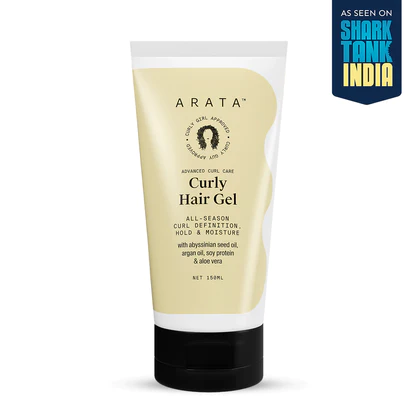 AS SEEN ON
SHARK
TANK
INDIA
ARATA™
CURLY GIRL APPROVED
CURLY GUY APPROVED
ADVANCED CURL CARE
Curly
Hair Gel
ALL-SEASON
CURL DEFINITION,
HOLD & MOISTURE
with abyssinian seed oil,
argan oil, soy protein
& aloe vera
NET 150ML